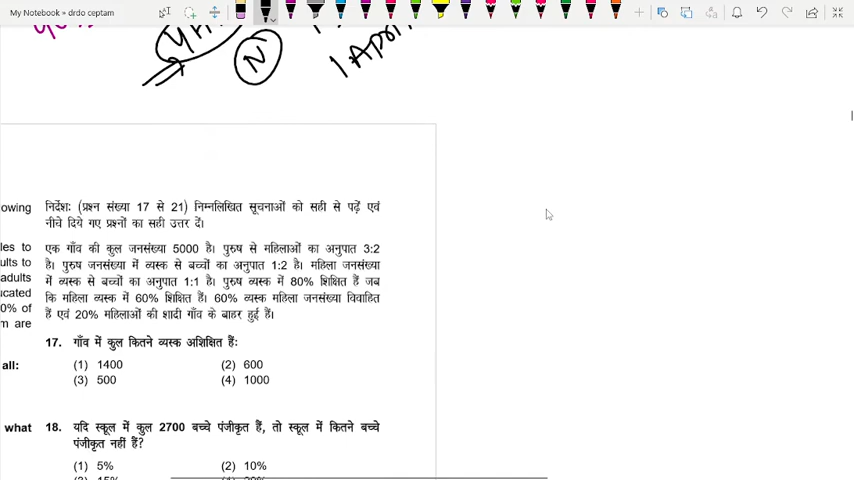 My Notebook » drdo ceptam
N
1 April
owing
les to
ults to
adults
ucated
0% of
m are
all:
what
निर्देशः (प्रश्न संख्या 17 से 21) निम्नलिखित सूचनाओं को सही से पढ़ें एवं
नीचे दिये गए प्रश्नों का सही उत्तर दें।
एक गाँव की कुल जनसंख्या 5000 है। पुरुष से महिलाओं का अनुपात 3:2
है। पुरुष जनसंख्या में व्यस्क से बच्चों का अनुपात 1:2 है। महिला जनसंख्या
में व्यस्क से बच्चों का अनुपात 1:1 है। पुरुष व्यस्क में 80% शिक्षित हैं जब
कि महिला व्यस्क में 60% शिक्षित हैं। 60% व्यस्क महिला जनसंख्या विवाहित
हैं एवं 20% महिलाओं की शादी गाँव के बाहर हुई हैं।
17. गाँव में कुल कितने व्यस्क अशिक्षित हैं:
(1) 1400 (2) 600
(3) 500 (4) 1000
18. यदि स्कूल में कुल 2700 बच्चे पंजीकृत हैं, तो स्कूल में कितने बच्चे
पंजीकृत नहीं हैं?
(1) 5% (2) 10%